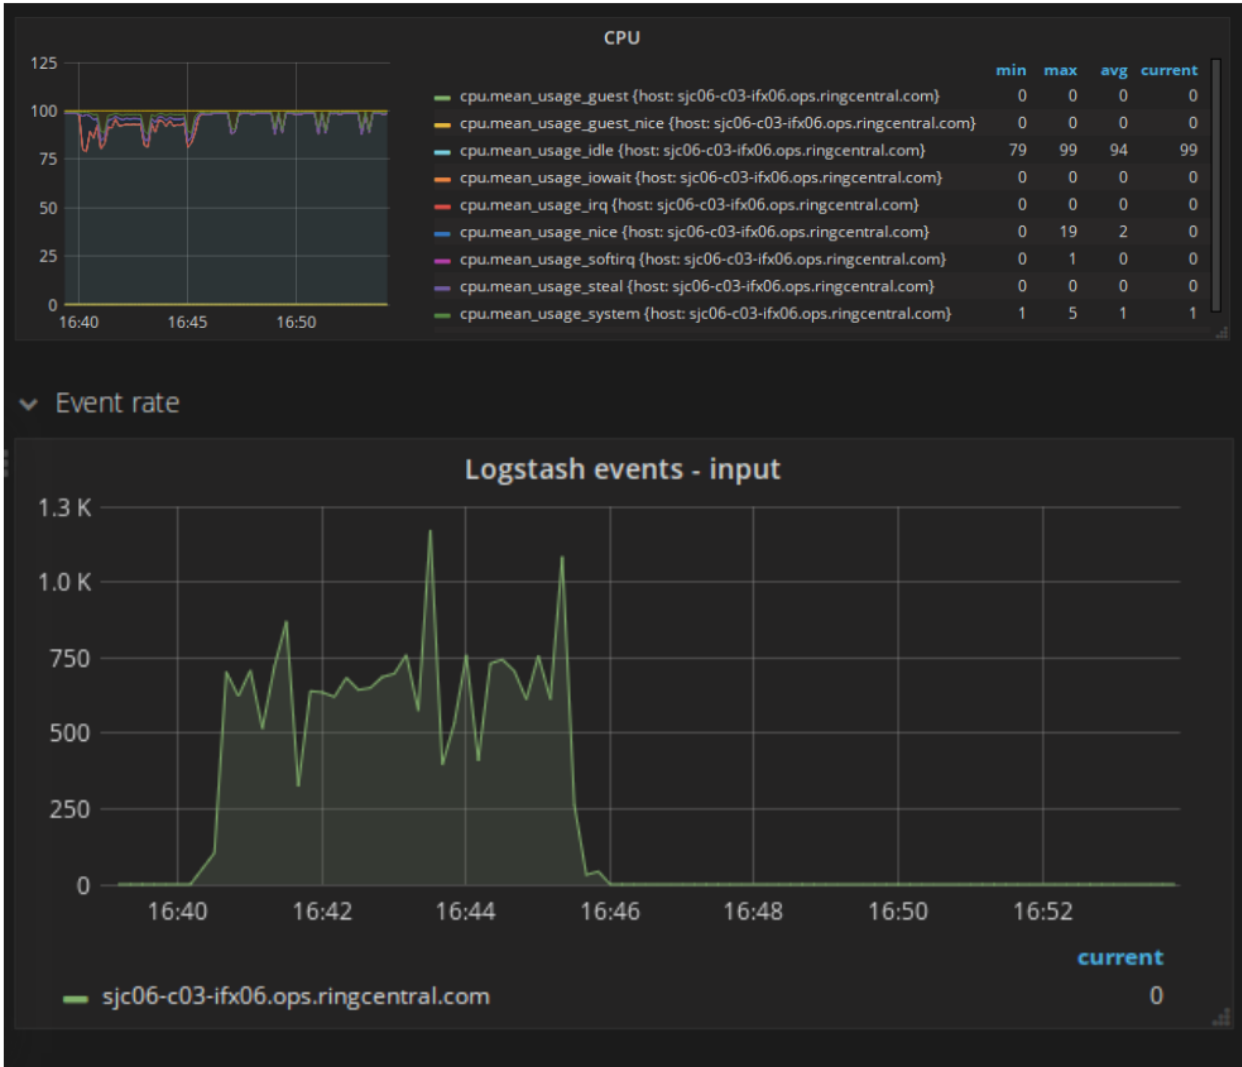 CPU
min max avg current
125
100
75
50
25
0
16:40 16:45 16:50
cpu.mean_usage_guest {host: sjc06-c03-ifx06.ops.ringcentral.com} 0 0 0 0
cpu.mean_usage_guest_nice {host: sjc06-c03-ifx06.ops.ringcentral.com} 0 0 0 0
cpu.mean_usage_idle {host: sjc06-c03-ifx06.ops.ringcentral.com} 79 99 94 99
cpu.mean_usage_iowait {host: sjc06-c03-ifx06.ops.ringcentral.com} 0 0 0 0
cpu.mean_usage_irq {host: sjc06-c03-ifx06.ops.ringcentral.com} 0 0 0 0
cpu.mean_usage_nice {host: sjc06-c03-ifx06.ops.ringcentral.com} 0 19 2 0
cpu.mean_usage_softirq {host: sjc06-c03-ifx06.ops.ringcentral.com} 0 1 0 0
cpu.mean_usage_steal {host: sjc06-c03-ifx06.ops.ringcentral.com} 0 0 0 0
cpu.mean_usage_system {host: sjc06-c03-ifx06.ops.ringcentral.com} 1 5 1 1
Event rate
Logstash events - input
1.3 K
1.0 K
750
500
250
0
16:40 16:42 16:44 16:46 16:48 16:50 16:52
current
sjc06-c03-ifx06.ops.ringcentral.com 0